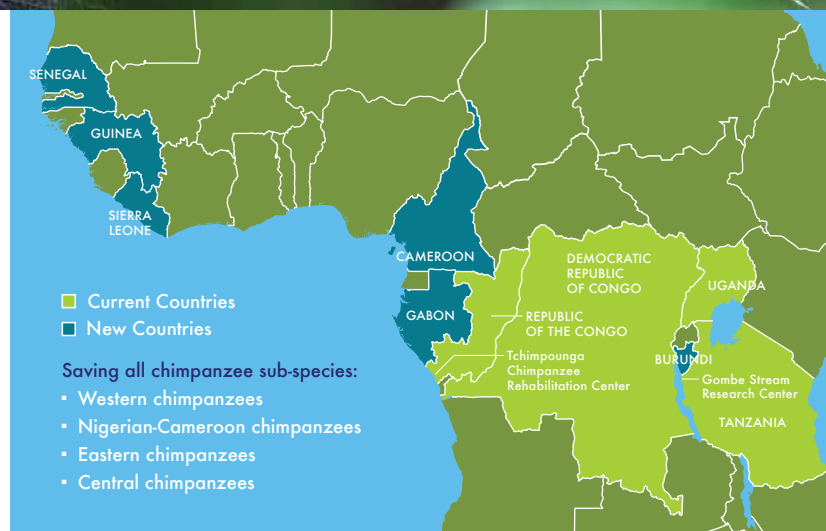 SENEGAL
GUINEA
SIERRA
LEONE
CAMEROON
GABON
DEMOCRATIC
REPUBLIC
OF CONGO
UGANDA
REPUBLIC
OF THE CONGO
Tchimpounga
Chimpanzee
Rehabilitation Center
BURUNDI
Gombe Stream
Research Center
TANZANIA
Current Countries
New Countries
Saving all chimpanzee sub-species:
▪ Western chimpanzees
▪ Nigerian-Cameroon chimpanzees
▪ Eastern chimpanzees
▪ Central chimpanzees